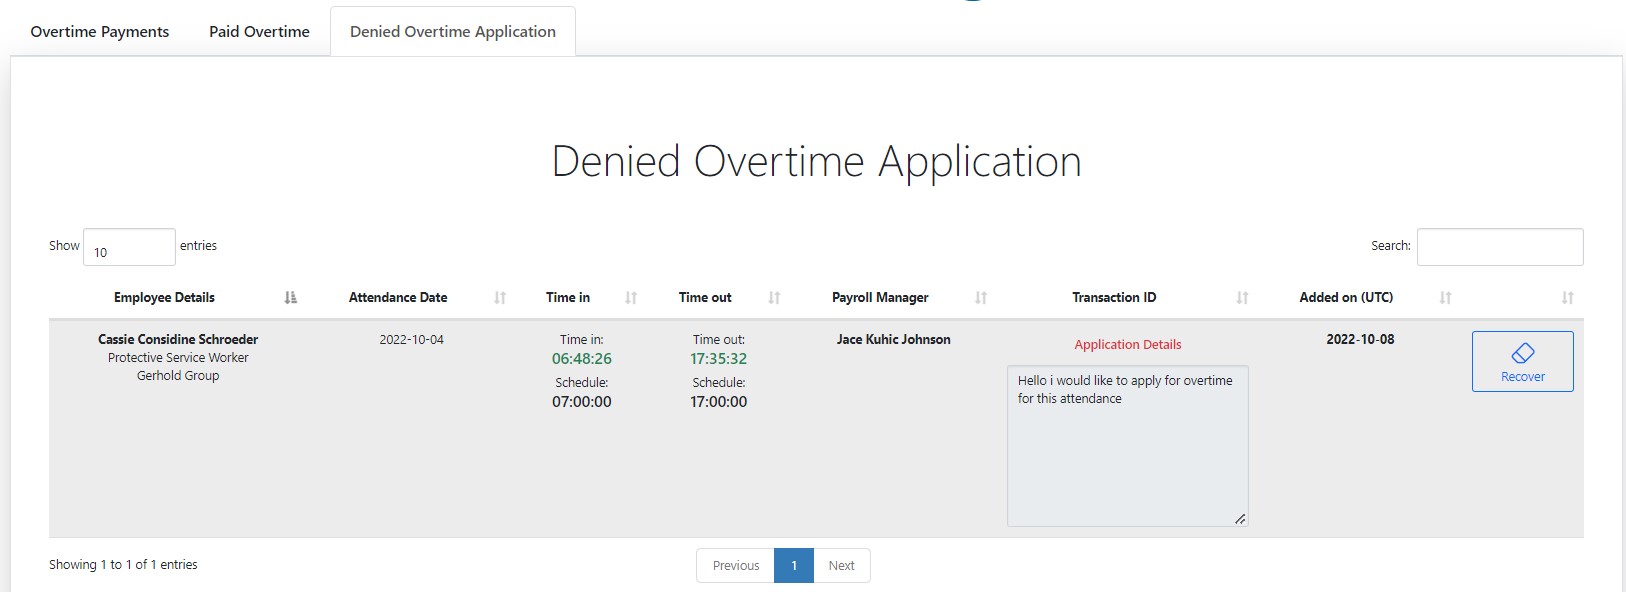 Overtime Payments
Paid Overtime
Denied Overtime Application
Denied Overtime Application
Show 10 entries
Search:
Employee Details
Attendance Date
Time in
Time out
Payroll Manager
Transaction ID
Added on (UTC)
Cassie Considine Schroeder
Protective Service Worker
Gerhold Group
2022-10-04
Time in:
06:48:26
Schedule:
07:00:00
Time out:
17:35:32
Schedule:
17:00:00
Jace Kuhic Johnson
Application Details
Hello i would like to apply for overtime
for this attendance
2022-10-08
Recover
Showing 1 to 1 of 1 entries
Previous
1
Next